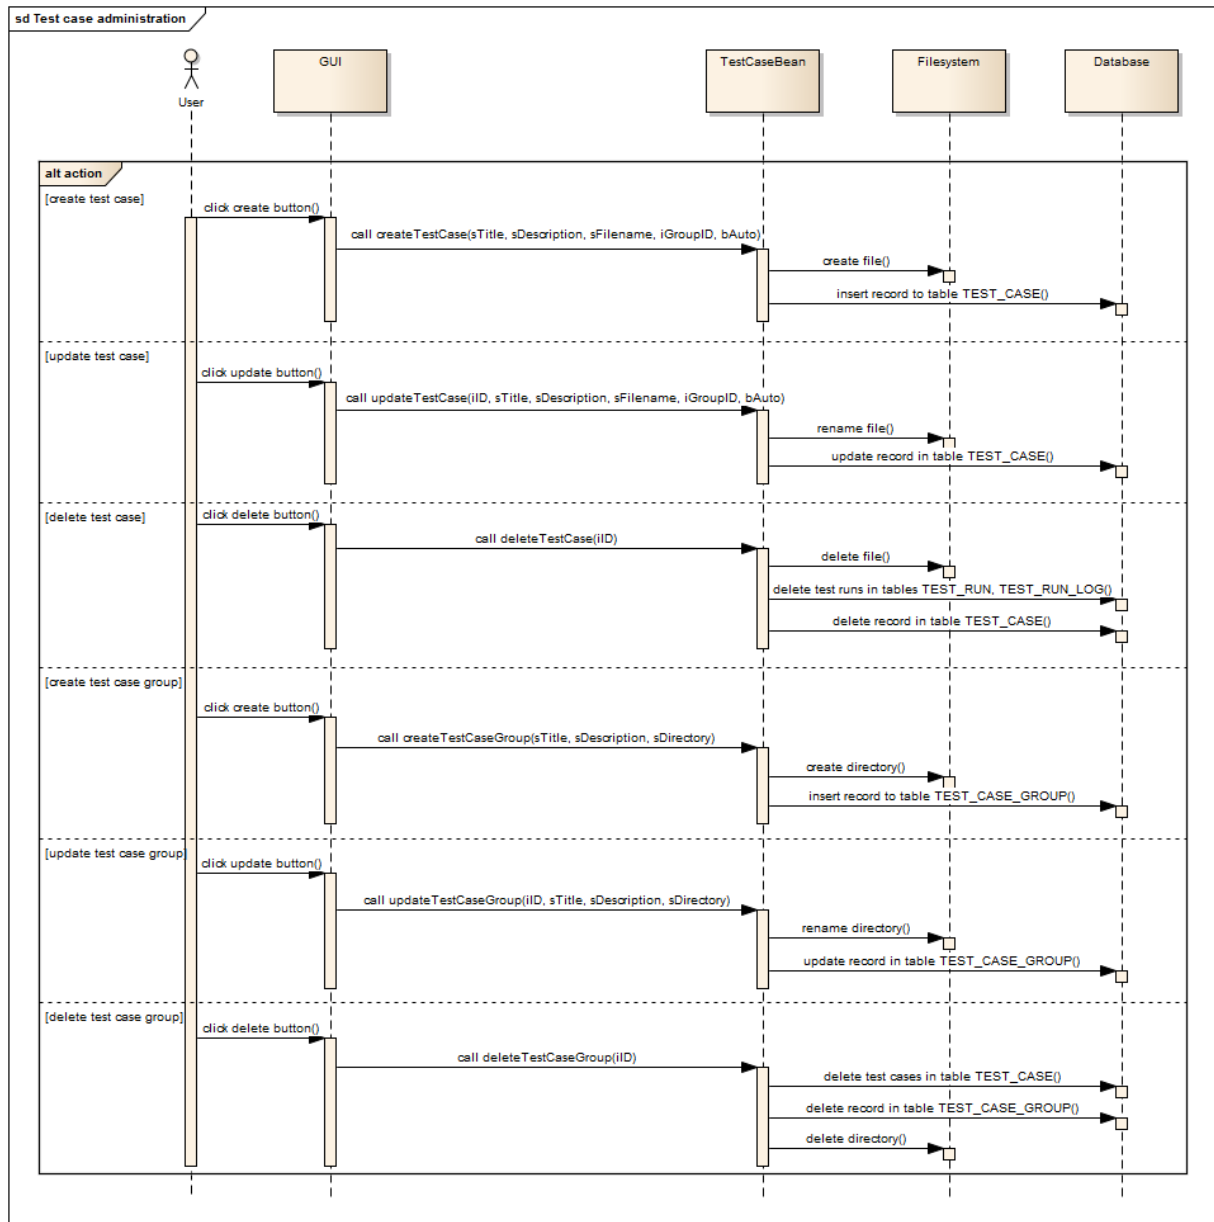 sd Test case administration
User
GUI
TestCaseBean
Filesystem
Database
alt action
[create test case]
click create button()
call createTestCase(sTitle, sDescription, sFilename, iGroupID, bAuto)
create file()
insert record to table TEST_CASE()
[update test case]
click update button()
call updateTestCase(iID, sTitle, sDescription, sFilename, iGroupID, bAuto)
rename file()
update record in table TEST_CASE()
[delete test case]
click delete button()
call deleteTestCase(iID)
delete file()
delete test runs in tables TEST_RUN, TEST_RUN_LOG()
delete record in table TEST_CASE()
[create test case group]
click create button()
call createTestCaseGroup(sTitle, sDescription, sDirectory)
create directory()
insert record to table TEST_CASE_GROUP()
[update test case group]
click update button()
call updateTestCaseGroup(iID, sTitle, sDescription, sDirectory)
rename directory()
update record in table TEST_CASE_GROUP()
[delete test case group]
click delete button()
call deleteTestCaseGroup(iID)
delete test cases in table TEST_CASE()
delete record in table TEST_CASE_GROUP()
delete directory()